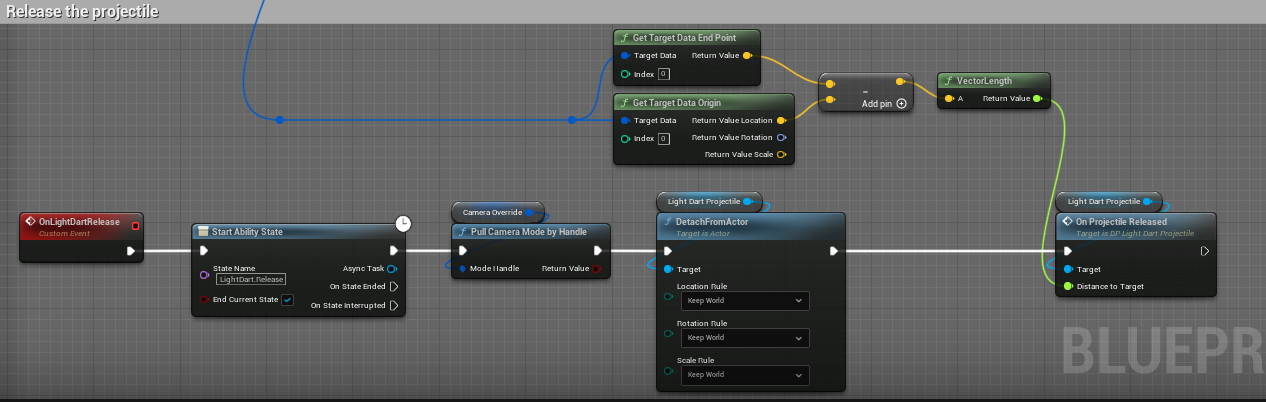 Release the projectile
Get Target Data End Point
Target Data
Return Value
Index 0
Get Target Data Origin
Target Data
Return Value Location
Index 0
Return Value Rotation
Return Value Scale
-
Add pin
VectorLength
A
Return Value
OnLightDartRelease
Custom Event
Start Ability State
State Name
LightDart.Release
Async Task
On State Ended
End Current State
On State Interrupted
Camera Override
Pull Camera Mode by Handle
Mode Handle
Return Value
Light Dart Projectile
DetachFromActor
Target is Actor
Target
Location Rule
Keep World
Rotation Rule
Keep World
Scale Rule
Keep World
Light Dart Projectile
On Projectile Released
Target is DP Light Dart Projectile
Target
Distance to Target
BLUEPR